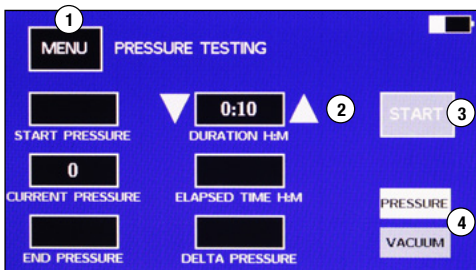 1
MENU PRESSURE TESTING
0:10 2
START 3
START PRESSURE DURATION H:M
0
CURRENT PRESSURE ELAPSED TIME H:M
PRESSURE
4
VACUUM
END PRESSURE DELTA PRESSURE